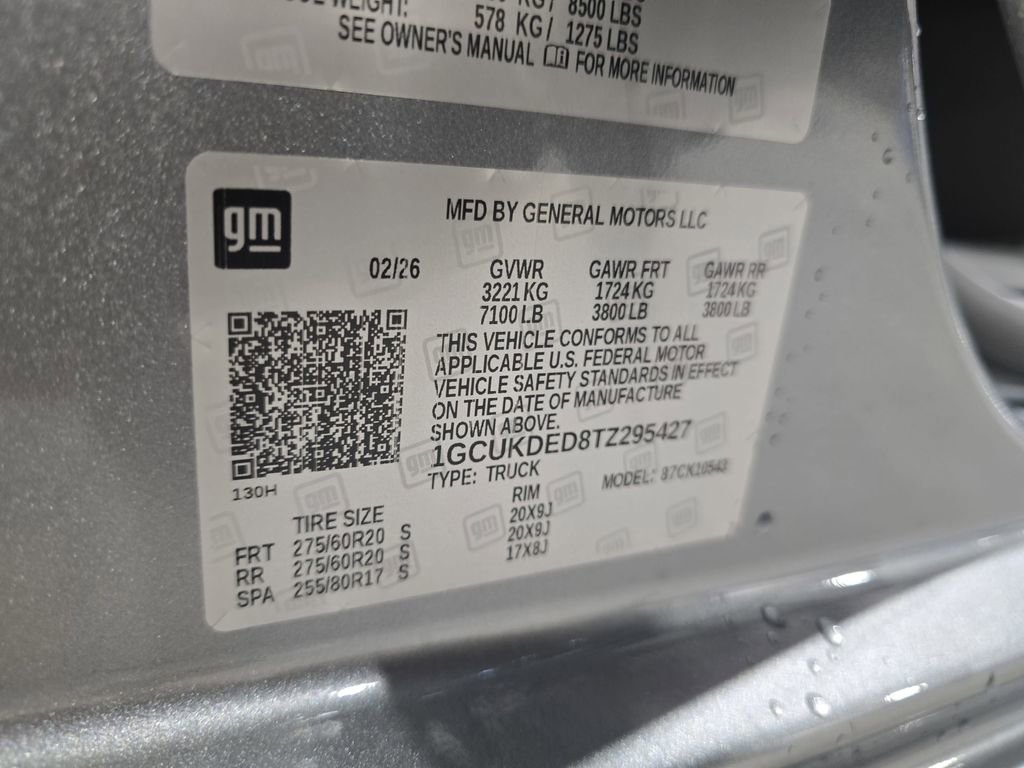 KG/ 8500 LBS
WEIGHT: 578 KG/ 1275 LBS
SEE OWNER'S MANUAL FOR MORE INFORMATION
gm
MFD BY GENERAL MOTORS LLC
02/26 GVWR GAWR FRT GAWR RR
3221 KG 1724 KG 1724 KG
7100 LB 3800 LB 3800 LB
THIS VEHICLE CONFORMS TO ALL
APPLICABLE U.S. FEDERAL MOTOR
VEHICLE SAFETY STANDARDS IN EFFECT
ON THE DATE OF MANUFACTURE
SHOWN ABOVE.
1GCUKDED8TZ295427
TYPE: TRUCK MODEL: 87CK10543
130H
TIRE SIZE RIM
FRT 275/60R20 S 20X9J
RR 275/60R20 S 20X9J
SPA 255/80R17 S 17X8J